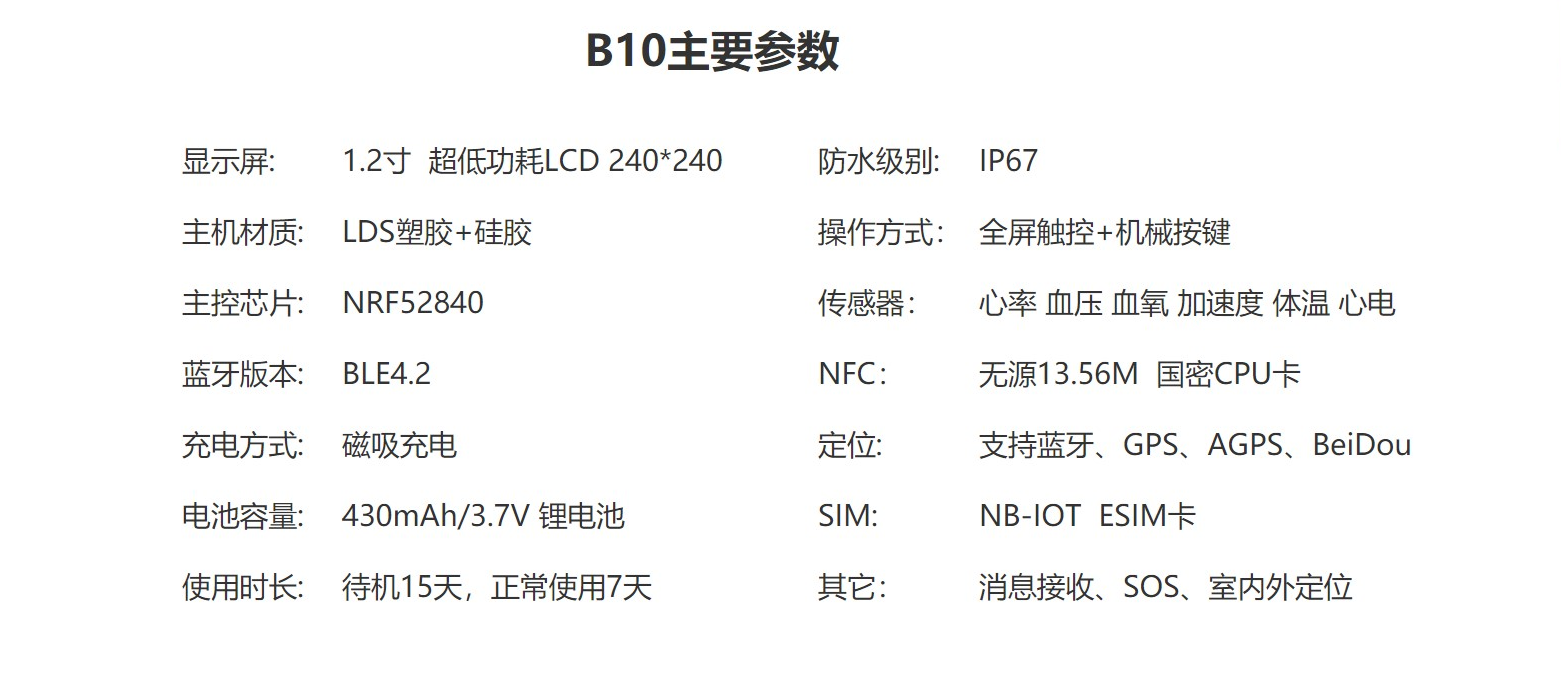 B10主要参数
显示屏: 1.2寸 超低功耗LCD 240*240
防水级别: IP67
主机材质: LDS塑胶+硅胶
操作方式： 全屏触控+机械按键
主控芯片: NRF52840
传感器： 心率 血压 血氧 加速度 体温 心电
蓝牙版本: BLE4.2
NFC： 无源13.56M 国密CPU卡
充电方式: 磁吸充电
定位: 支持蓝牙、GPS、AGPS、BeiDou
电池容量: 430mAh/3.7V 锂电池
SIM: NB-IOT ESIM卡
使用时长: 待机15天，正常使用7天
其它： 消息接收、SOS、室内外定位